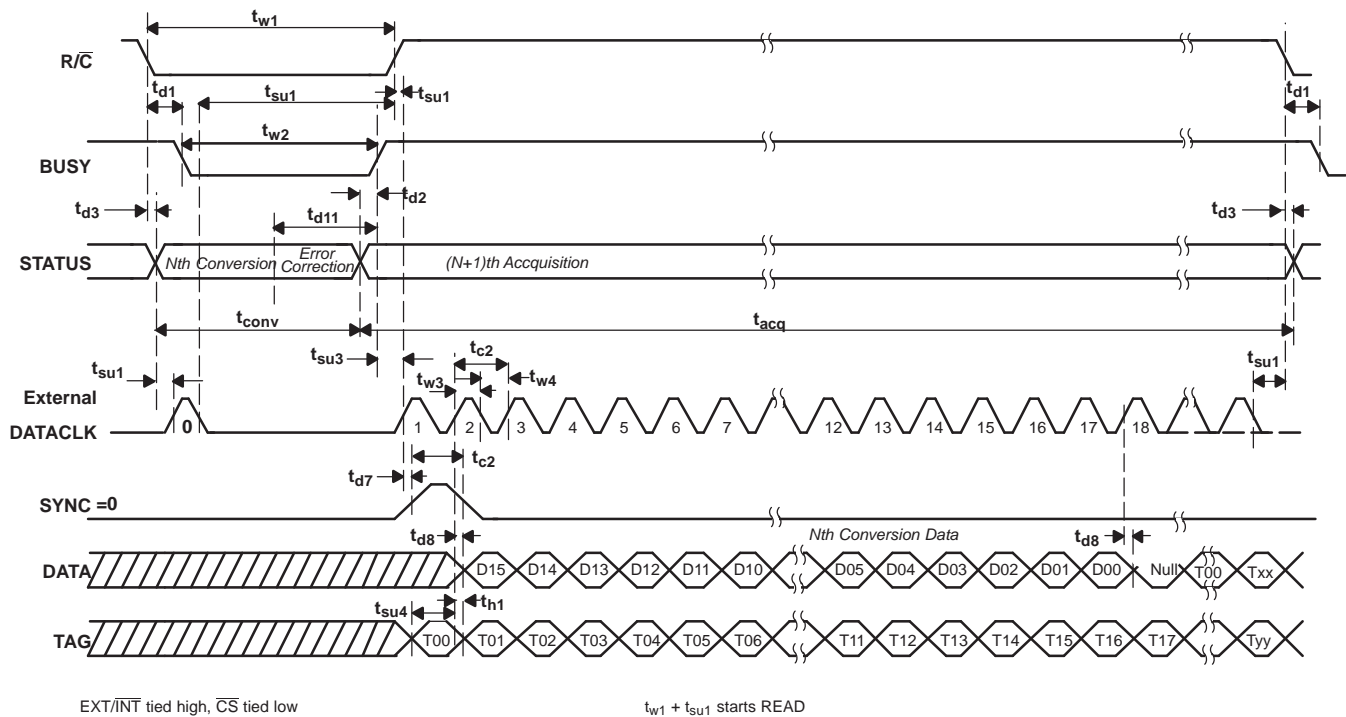 tw1
R/C
td1
tsu1
tsu1
td1
tw2
BUSY
td2
td3
td11
td3
STATUS
Nth Conversion
Error Correction
(N+1)th Accquisition
tconv
tacq
tsu3
tc2
tsu1
tw3
tw4
tsu1
External
DATACLK
0 1 2 3 4 5 6 7 12 13 14 15 16 17 18
tc2
td7
SYNC =0
Nth Conversion Data
td8
td8
DATA
D15 D14 D13 D12 D11 D10 D05 D04 D03 D02 D01 D00 Null T00 Txx
tsu4
th1
TAG
T00 T01 T02 T03 T04 T05 T06 T11 T12 T13 T14 T15 T16 T17 Tyy
EXT/INT tied high, CS tied low
tw1 + tsu1 starts READ